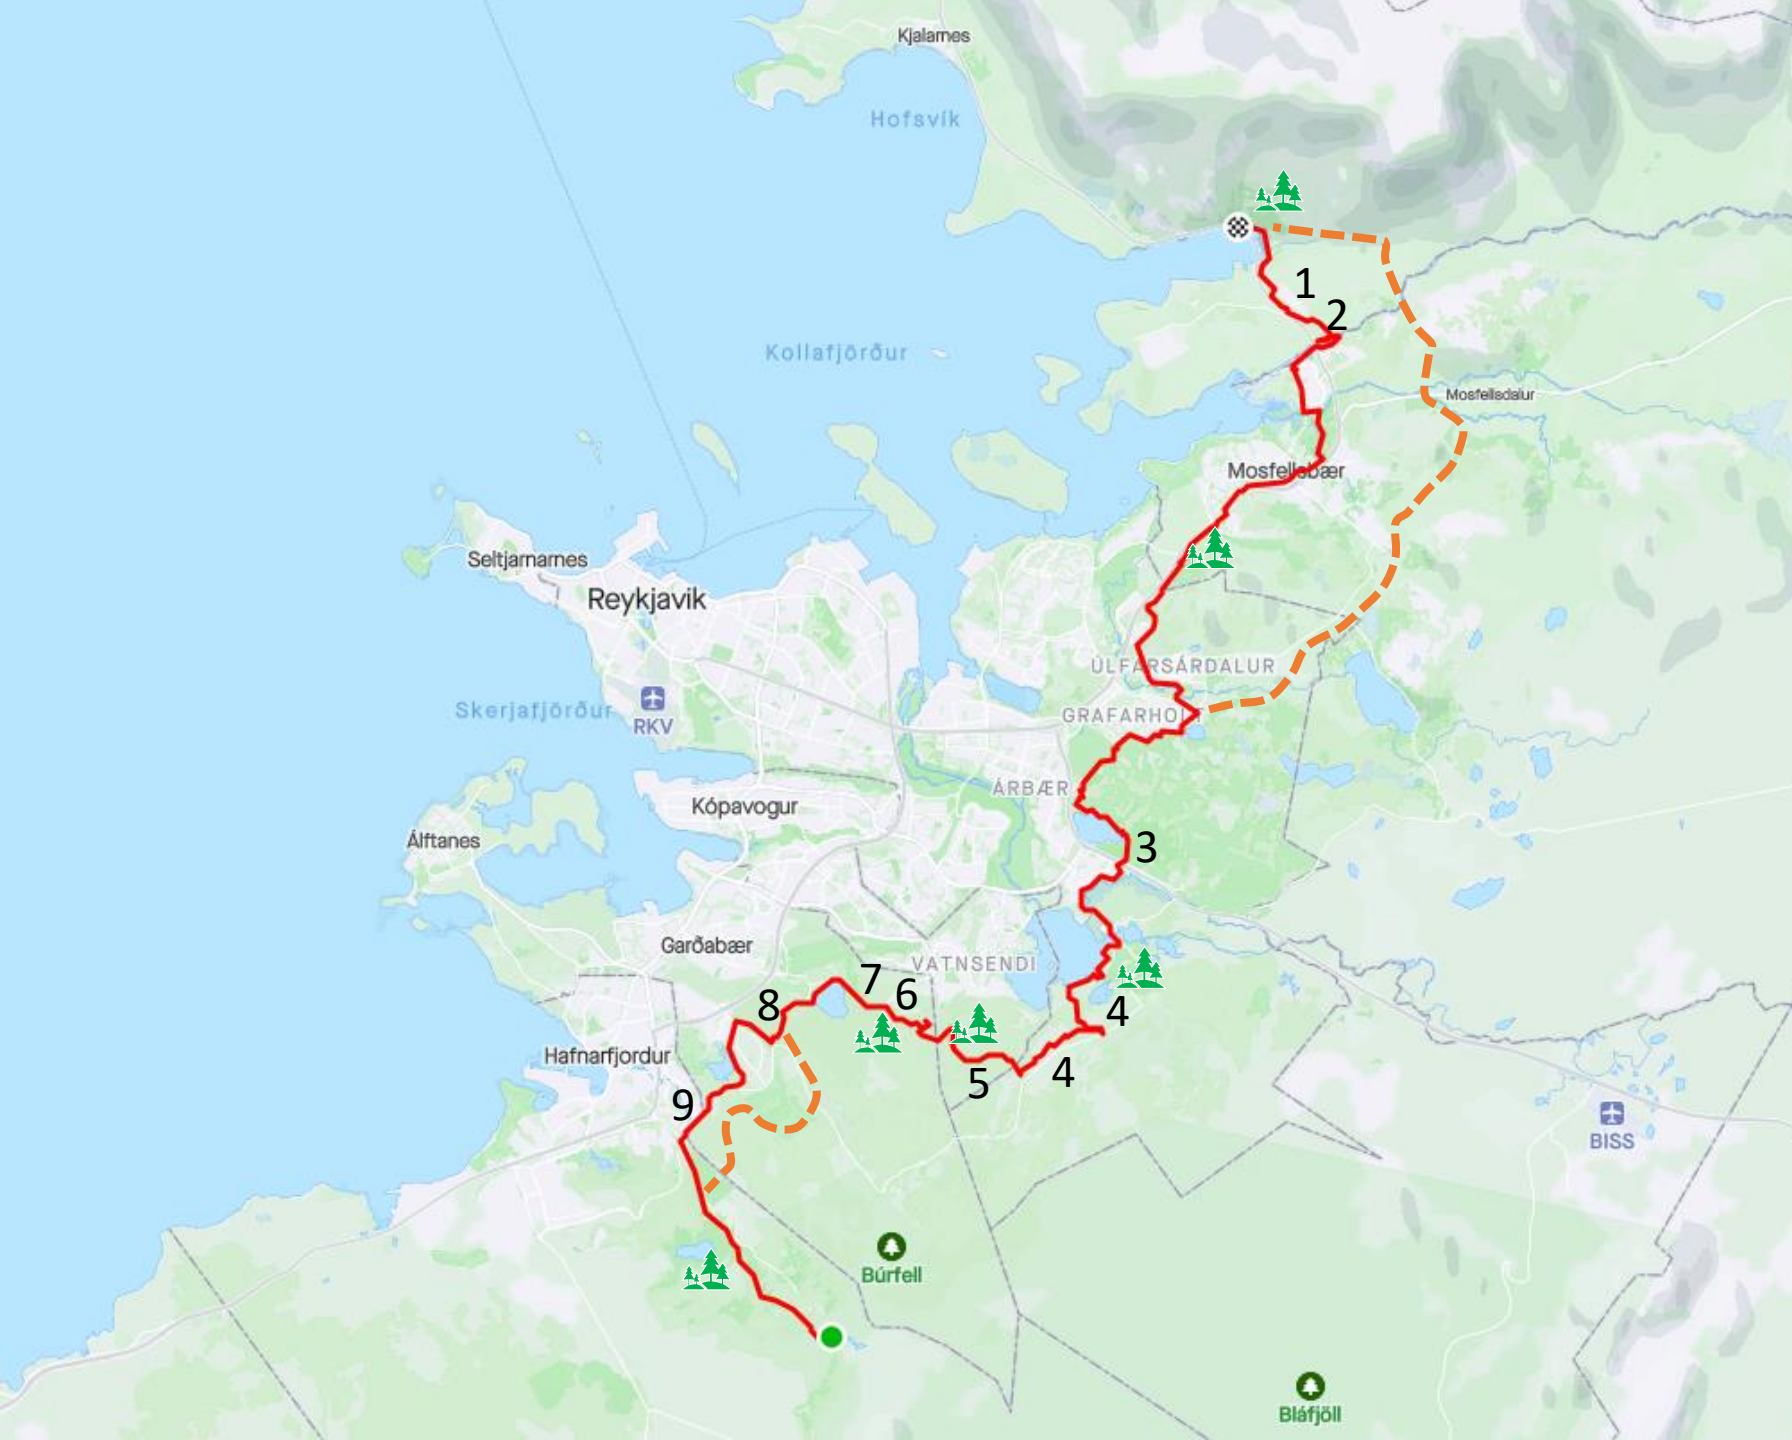 Kjalarnes
Hofsvík
1
2
Kollafjörður
Mosfellsdalur
Mosfellsbær
Seltjarnarnes
Reykjavik
ÚLFARSÁRDALUR
Skerjafjörður
RKV
GRAFARHOLT
ÁRBÆR
Kópavogur
Álftanes
3
Garðabær
VATNSENDI
7
6
8
4
Hafnarfjordur
4
5
9
BISS
Búrfell
Bláfjöll